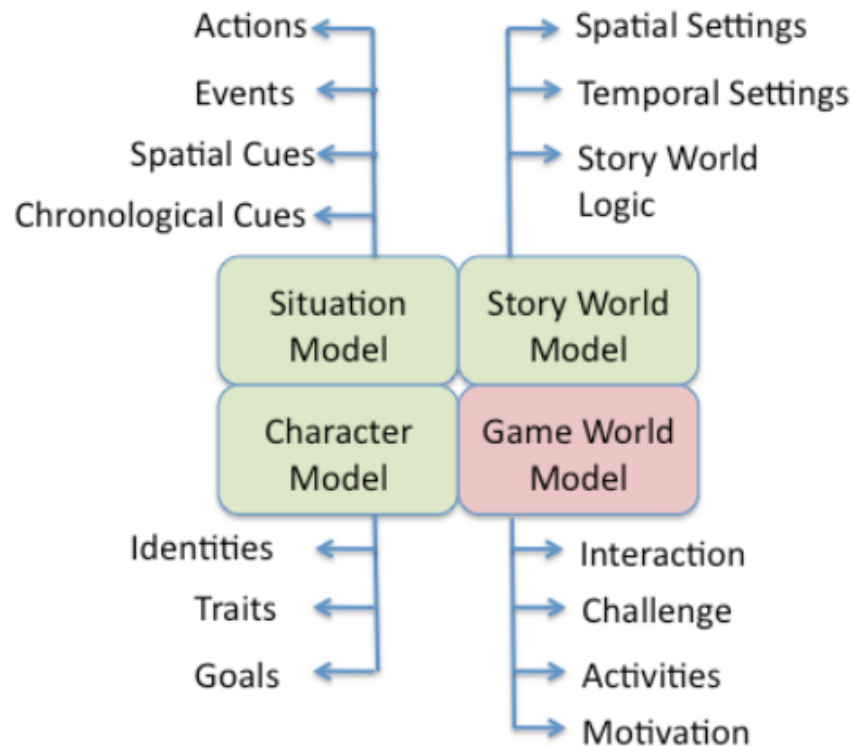 Actions
Events
Spatial Cues
Chronological Cues
Spatial Settings
Temporal Settings
Story World
Logic
Situation
Model
Story World
Model
Character
Model
Game World
Model
Identities
Traits
Goals
Interaction
Challenge
Activities
Motivation